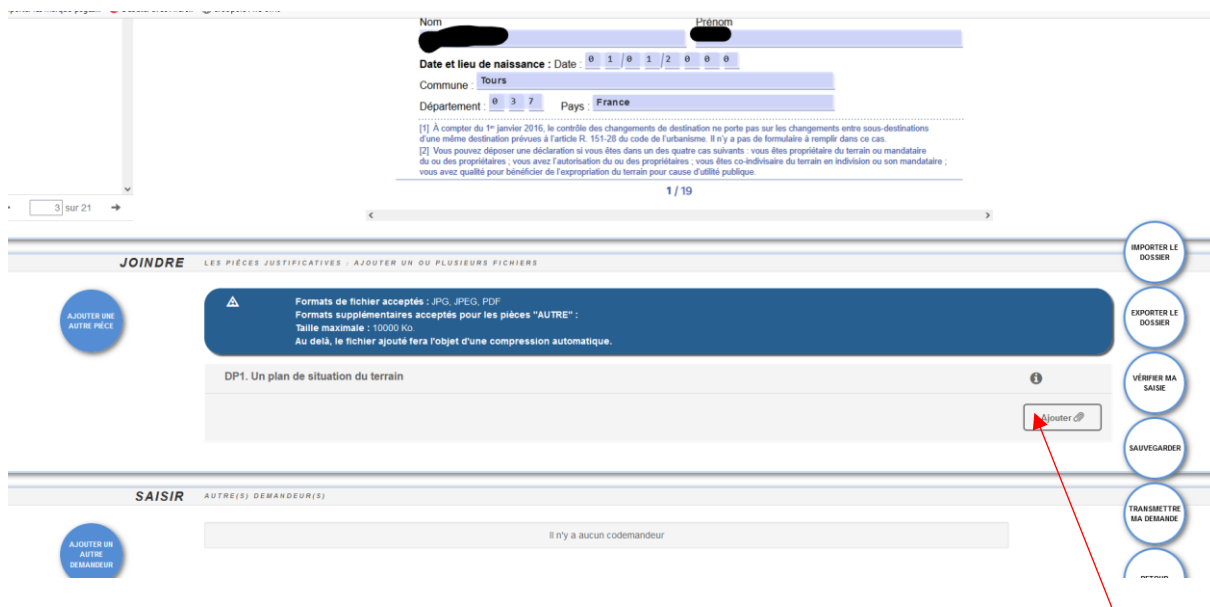 Nom Prénom
Date et lieu de naissance : Date : 0 1 / 0 1 / 2 0 0 0
Commune : Tours
Département : 0 3 7 Pays : France
[1] À compter du 1er janvier 2016, le contrôle des changements de destination ne porte pas sur les changements entre sous-destinations
d'une même destination prévues à l'article R. 151-28 du code de l'urbanisme. Il n'y a pas de formulaire à remplir dans ce cas.
[2] Vous pouvez déposer une déclaration si vous êtes dans un des quatre cas suivants : vous êtes propriétaire du terrain ou mandataire
du ou des propriétaires ; vous avez l'autorisation du ou des propriétaires ; vous êtes co-indivisaire du terrain en indivision ou son mandataire ;
vous avez qualité pour bénéficier de l'expropriation du terrain pour cause d'utilité publique.
1 / 19
3 sur 21
IMPORTER LE
DOSSIER
JOINDRE LES PIÉCES JUSTIFICATIVES : AJOUTER UN OU PLUSIEURS FICHIERS
AJOUTER UNE
AUTRE PIÉCE
Formats de fichier acceptés : JPG, JPEG, PDF
Formats supplémentaires acceptés pour les pièces "AUTRE" :
Taille maximale : 10000 Ko.
Au delà, le fichier ajouté fera l'objet d'une compression automatique.
EXPORTER LE
DOSSIER
DP1. Un plan de situation du terrain
VÉRIFIER MA
SAISIE
Ajouter
SAUVEGARDER
SAISIR AUTRE(S) DEMANDEUR(S)
TRANSMETTRE
MA DEMANDE
AJOUTER UN
AUTRE
DEMANDEUR
Il n'y a aucun codemandeur